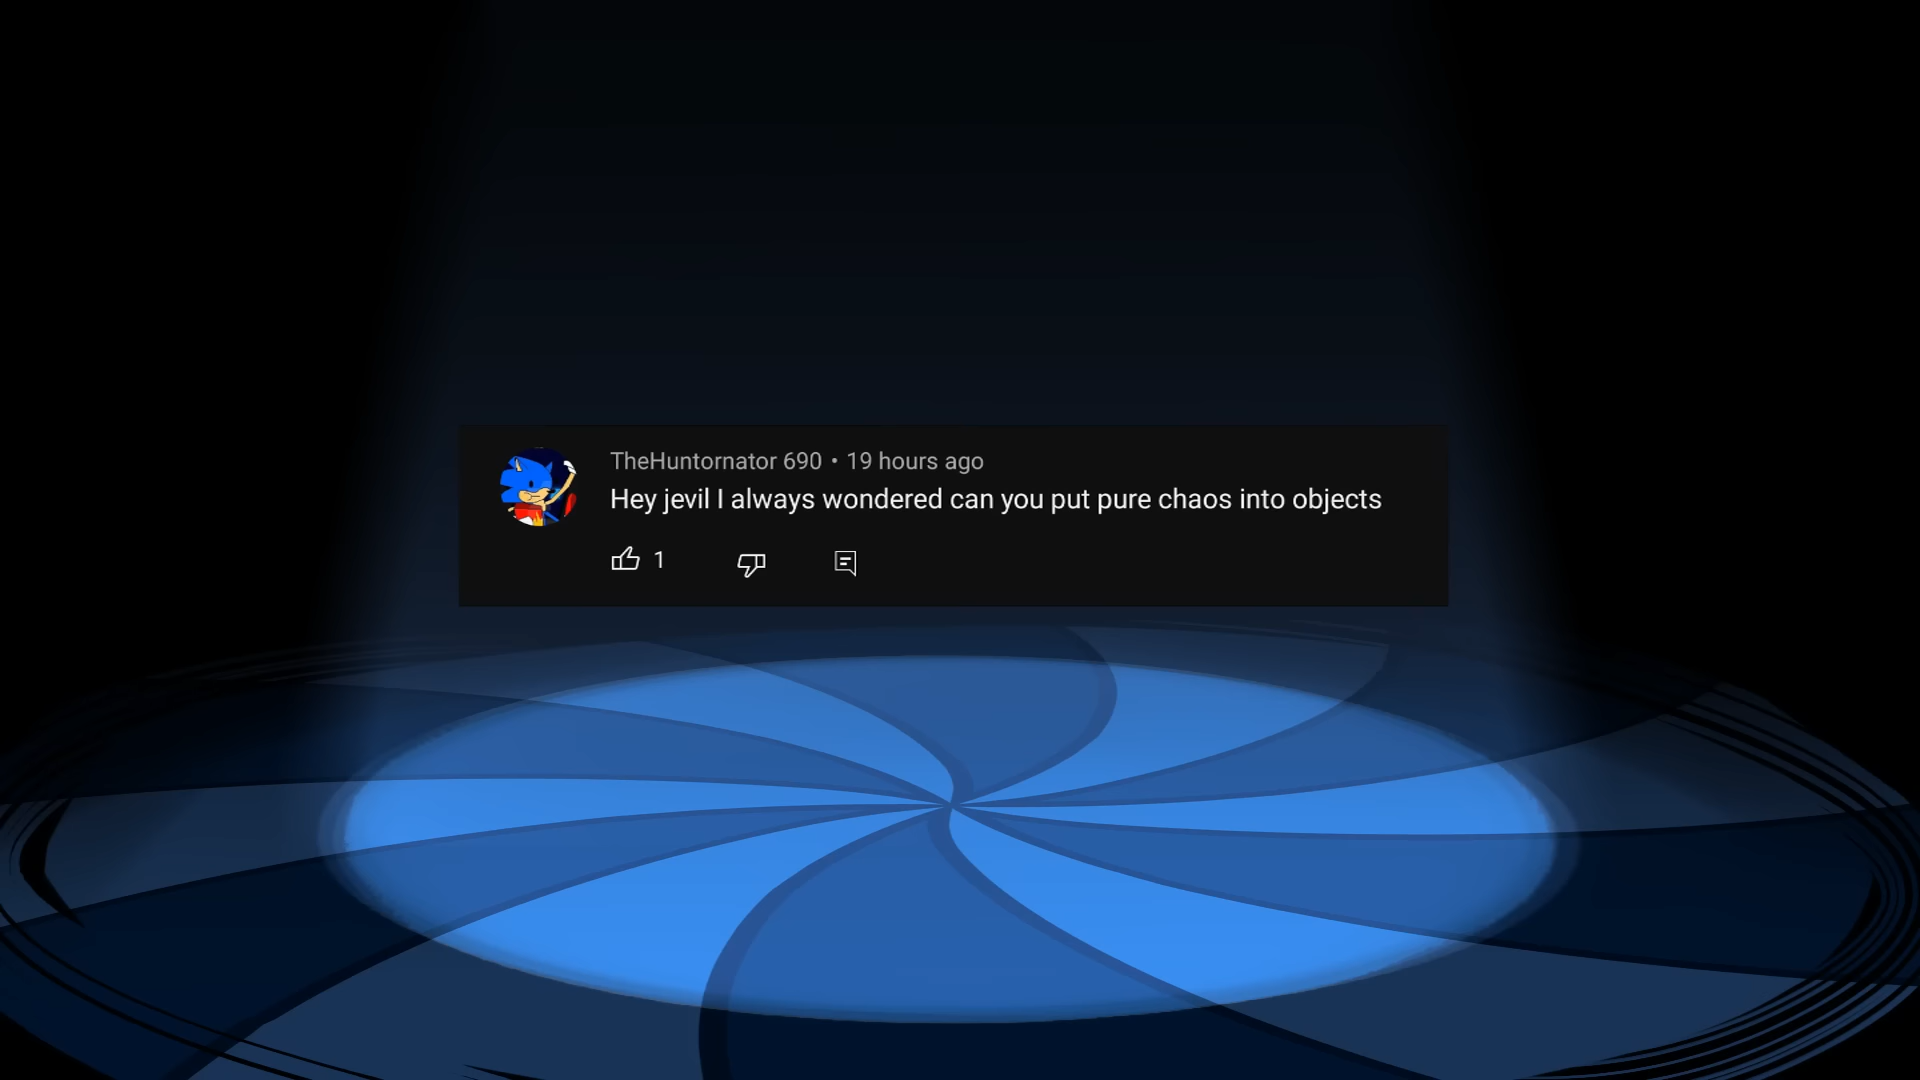 TheHuntornator 690 • 19 hours ago
Hey jevil I always wondered can you put pure chaos into objects
1